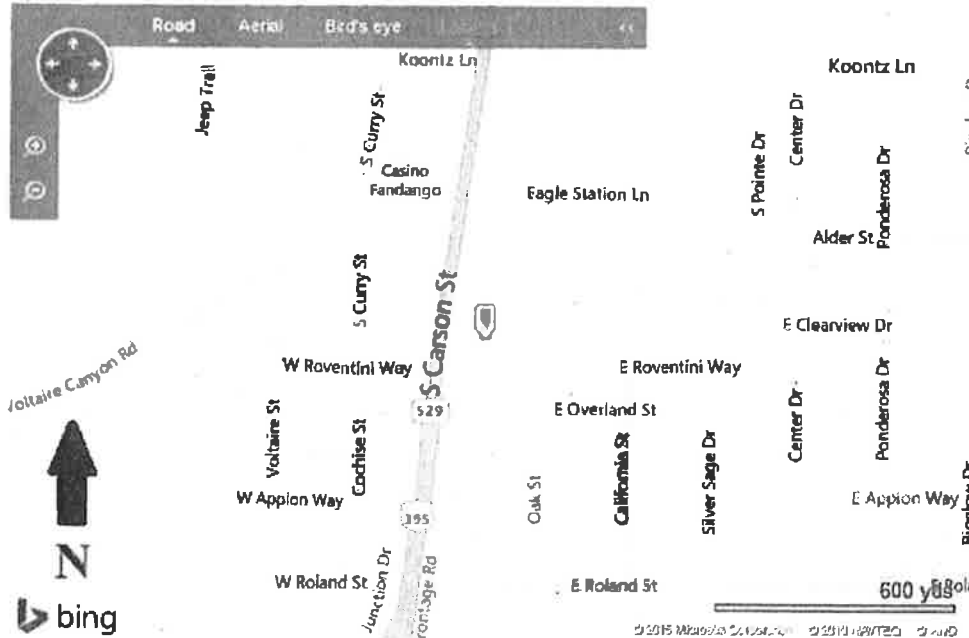 Road Aerial Bird's eye <<
Koontz Ln
Koontz Ln
Jeep Trail
S Curry St
Center Dr
S Pointe Dr
Ponderosa Dr
Casino
Fandango
Eagle Station Ln
Alder St
S Curry St
S Carson St
E Clearview Dr
Voltaire Canyon Rd
W Roventini Way
E Roventini Way
529
E Overland St
Voltaire St
Cochise St
Oak St
California St
Silver Sage Dr
Center Dr
Ponderosa Dr
W Appion Way
E Appion Way
395
N
W Roland St
Junction Dr
E Roland St
600 yds
bing